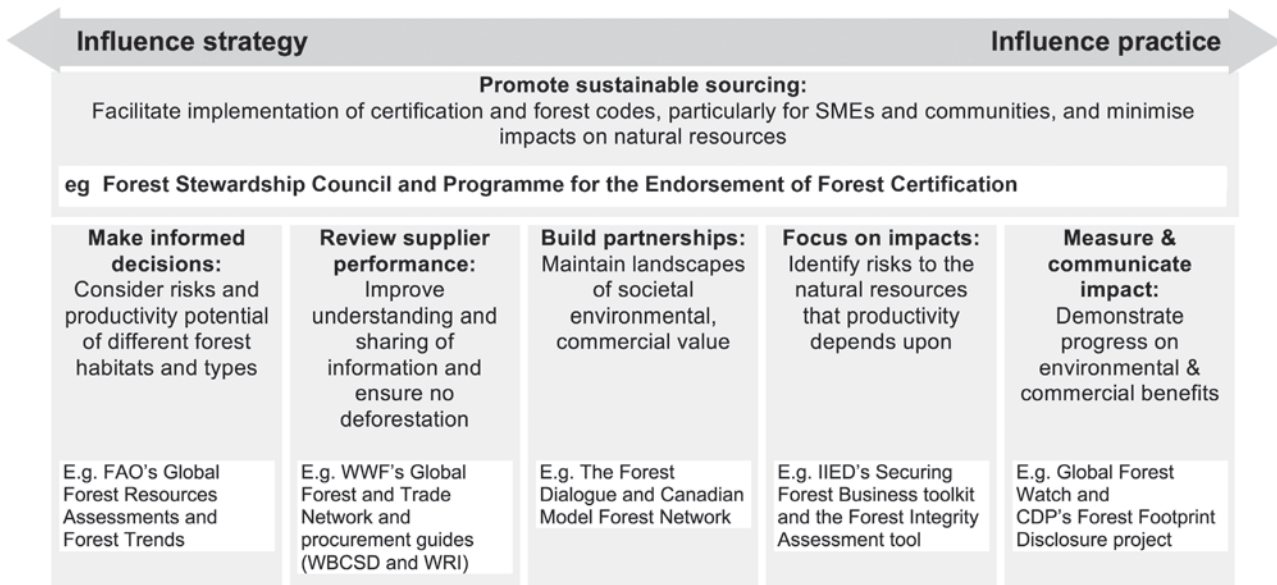 Influence strategy
Influence practice
Promote sustainable sourcing:
Facilitate implementation of certification and forest codes, particularly for SMEs and communities, and minimise
impacts on natural resources
eg Forest Stewardship Council and Programme for the Endorsement of Forest Certification
Make informed
decisions:
Consider risks and
productivity potential
of different forest
habitats and types
E.g. FAO's Global
Forest Resources
Assessments and
Forest Trends
Review supplier
performance:
Improve
understanding and
sharing of
information and
ensure no
deforestation
E.g. WWF's Global
Forest and Trade
Network and
procurement guides
(WBCSD and WRI)
Build partnerships:
Maintain landscapes
of societal
environmental,
commercial value
E.g. The Forest
Dialogue and Canadian
Model Forest Network
Focus on impacts:
Identify risks to the
natural resources
that productivity
depends upon
E.g. IIED's Securing
Forest Business toolkit
and the Forest Integrity
Assessment tool
Measure &
communicate
impact:
Demonstrate
progress on
environmental &
commercial benefits
E.g. Global Forest
Watch and
CDP's Forest Footprint
Disclosure project